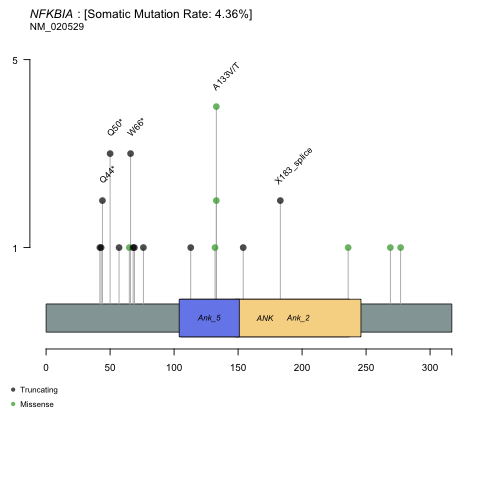 NFKBIA : [Somatic Mutation Rate: 4.36%]
NM_020529
5
A133V/T
Q50*
W66*
Q44*
X183_splice
1
Ank_5
ANK
Ank_2
0 50 100 150 200 250 300
Truncating
Missense